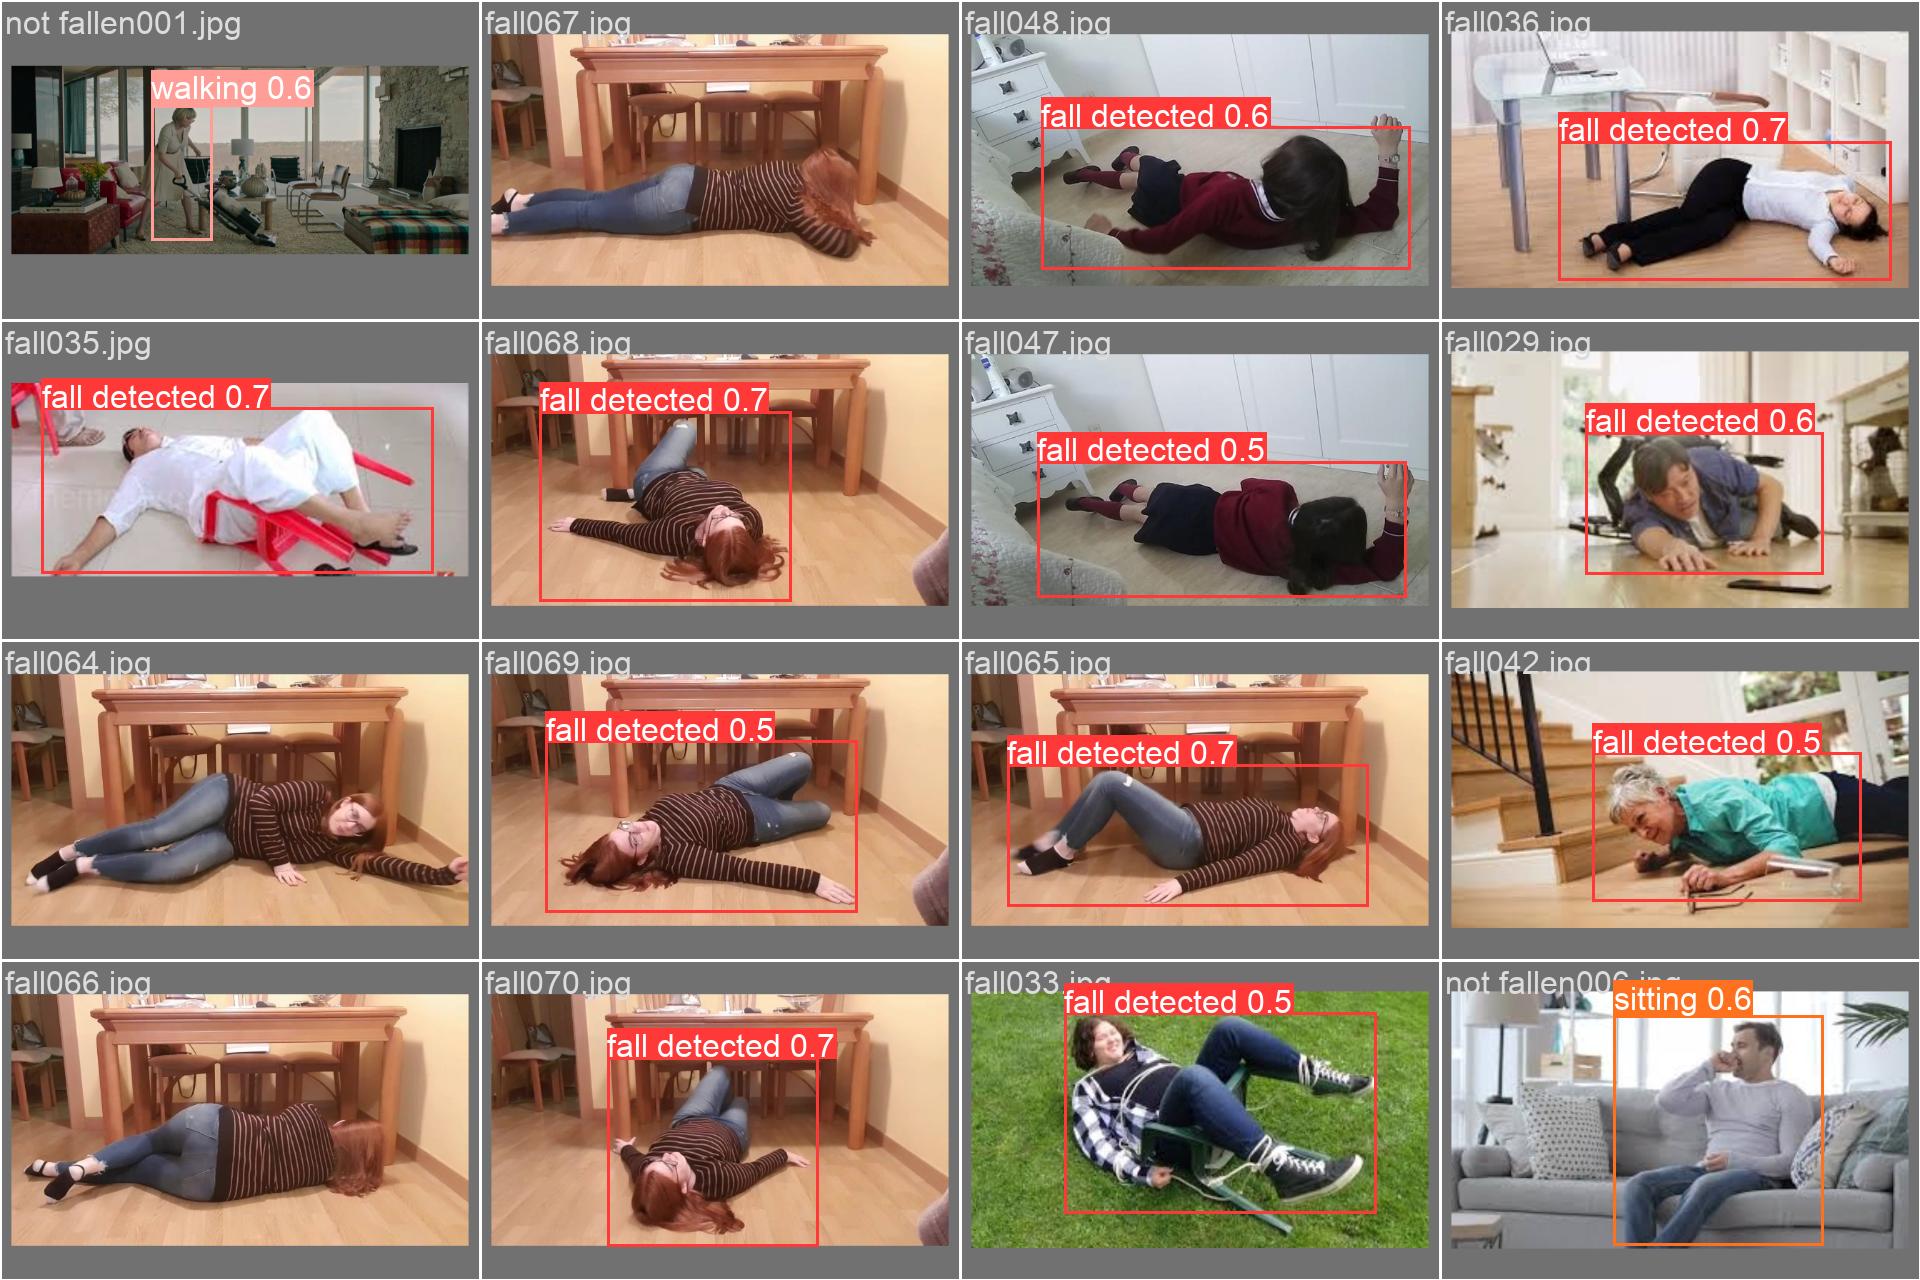 not fallen001.jpg
walking 0.6
fall067.jpg
fall048.jpg
fall detected 0.6
fall036.jpg
fall detected 0.7
fall035.jpg
fall detected 0.7
fall068.jpg
fall detected 0.7
fall047.jpg
fall detected 0.5
fall029.jpg
fall detected 0.6
fall064.jpg
fall069.jpg
fall detected 0.5
fall065.jpg
fall detected 0.7
fall042.jpg
fall detected 0.5
fall066.jpg
fall070.jpg
fall detected 0.7
fall033.jpg
fall detected 0.5
not fallen006.jpg
sitting 0.6